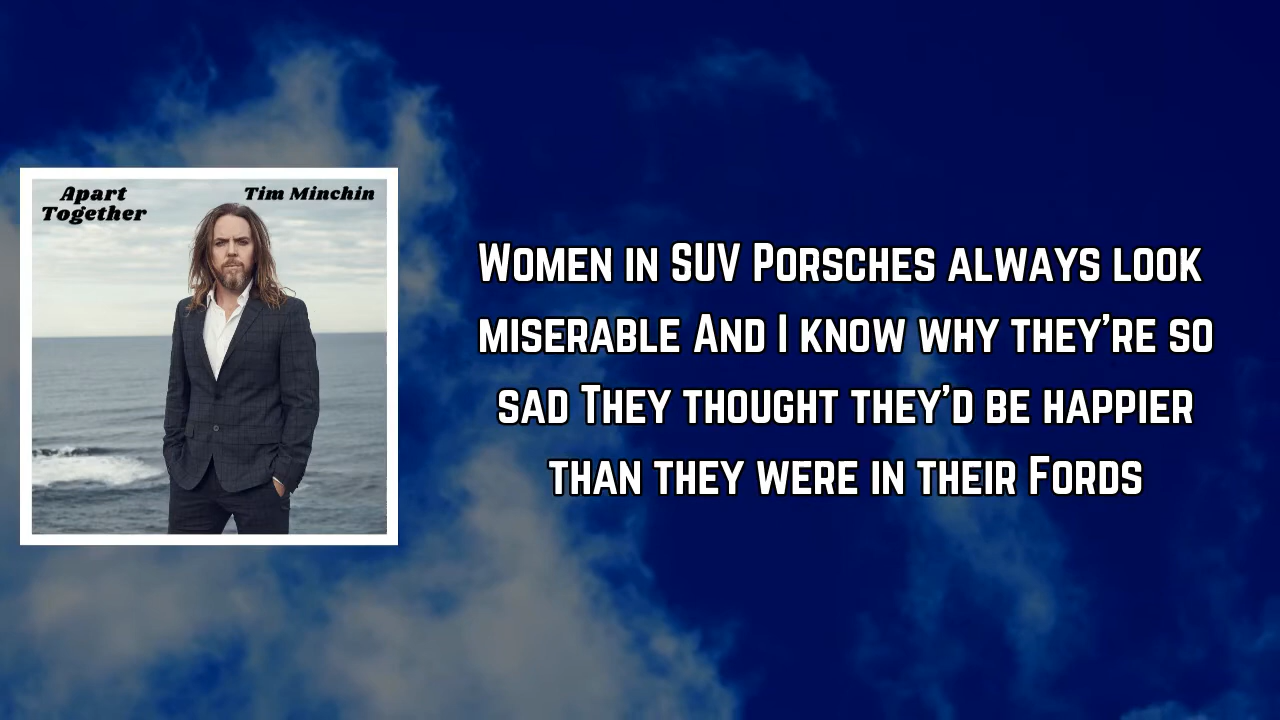 Apart
Together
Tim Minchin
Women in SUV Porsches always look
miserable And I know why they're so
sad They thought they'd be happier
than they were in their Fords